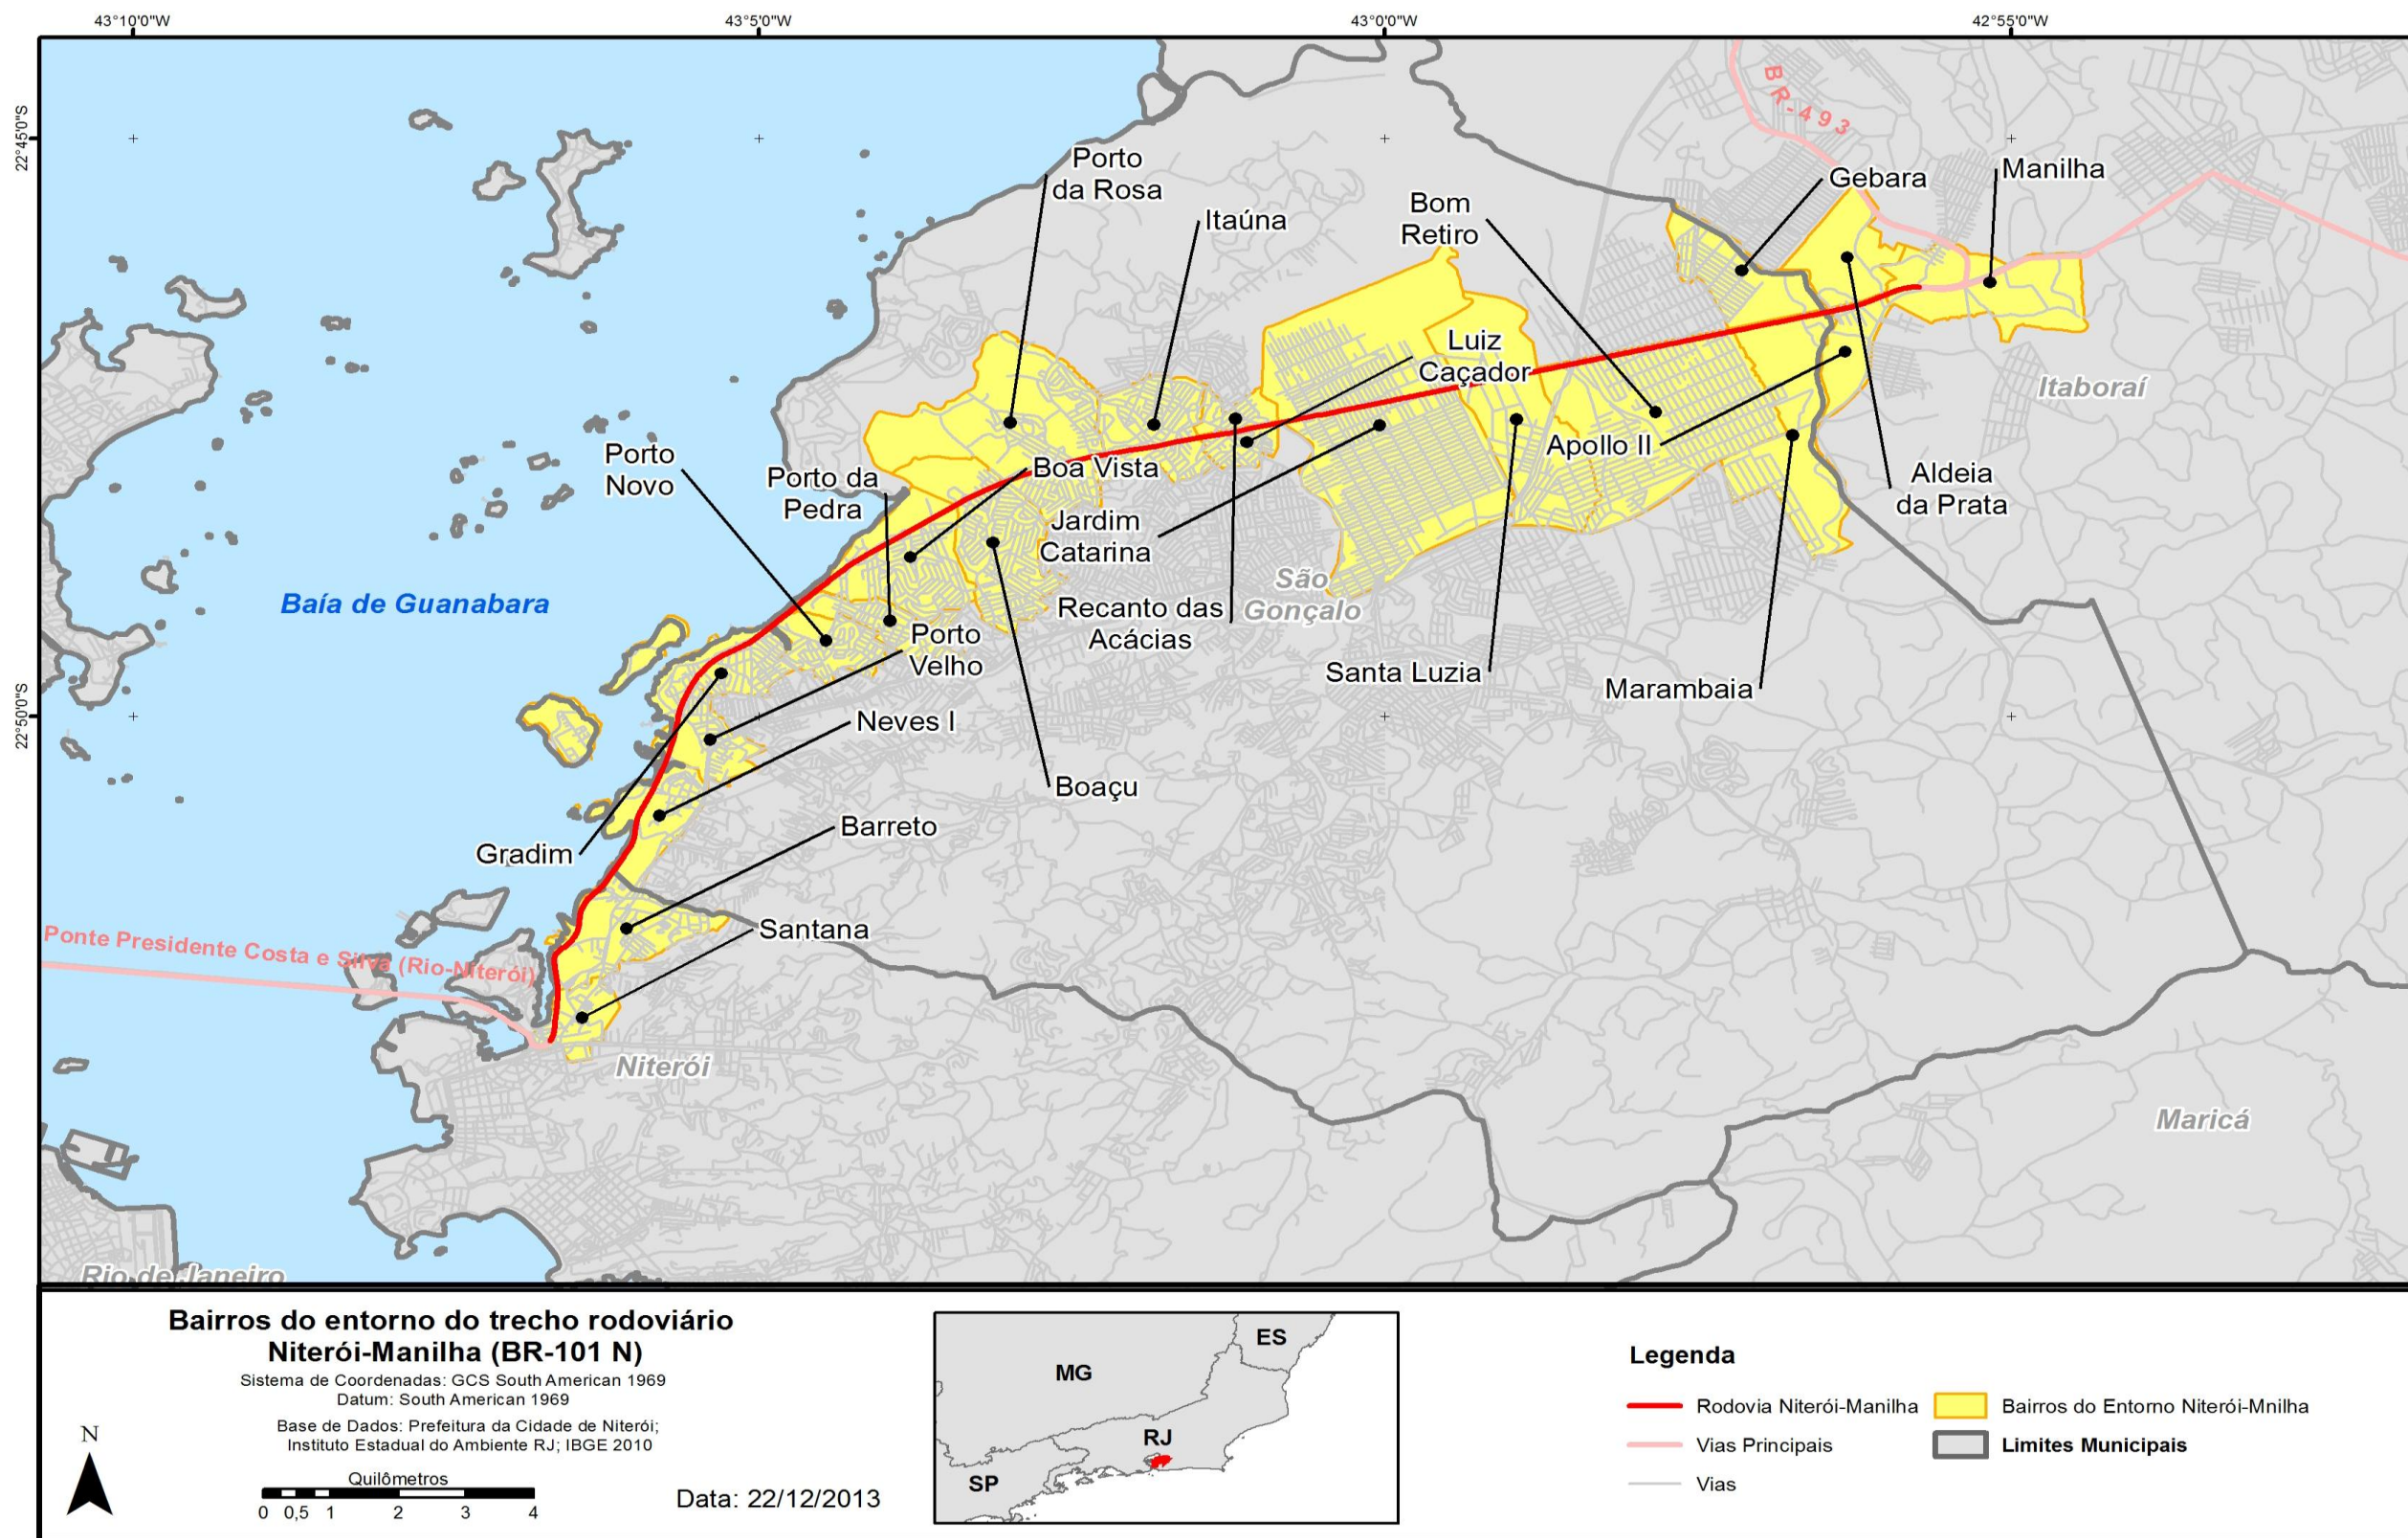 43°10'0"W
43°5'0"W
43°0'0"W
42°55'0"W
22°45'0"S
22°50'0"S
BR-493
Porto
da Rosa
Itaúna
Bom
Retiro
Gebara
Manilha
Luiz
Caçador
Itaboraí
Porto
Novo
Porto da
Pedra
Boa Vista
Apollo II
Aldeia
da Prata
Jardim
Catarina
São
Gonçalo
Baía de Guanabara
Recanto das
Acácias
Porto
Velho
Santa Luzia
Marambaia
Neves I
Boaçu
Gradim
Barreto
Santana
Ponte Presidente Costa e Silva (Rio-Niterói)
Niterói
Maricá
Rio de Janeiro
Bairros do entorno do trecho rodoviário
Niterói-Manilha (BR-101 N)
Sistema de Coordenadas: GCS South American 1969
Datum: South American 1969
Base de Dados: Prefeitura da Cidade de Niterói;
Instituto Estadual do Ambiente RJ; IBGE 2010
N
Quilômetros
0 0,5 1 2 3 4
Data: 22/12/2013
ES
MG
RJ
SP
Legenda
Rodovia Niterói-Manilha
Bairros do Entorno Niterói-Mnilha
Vias Principais
Limites Municipais
Vias